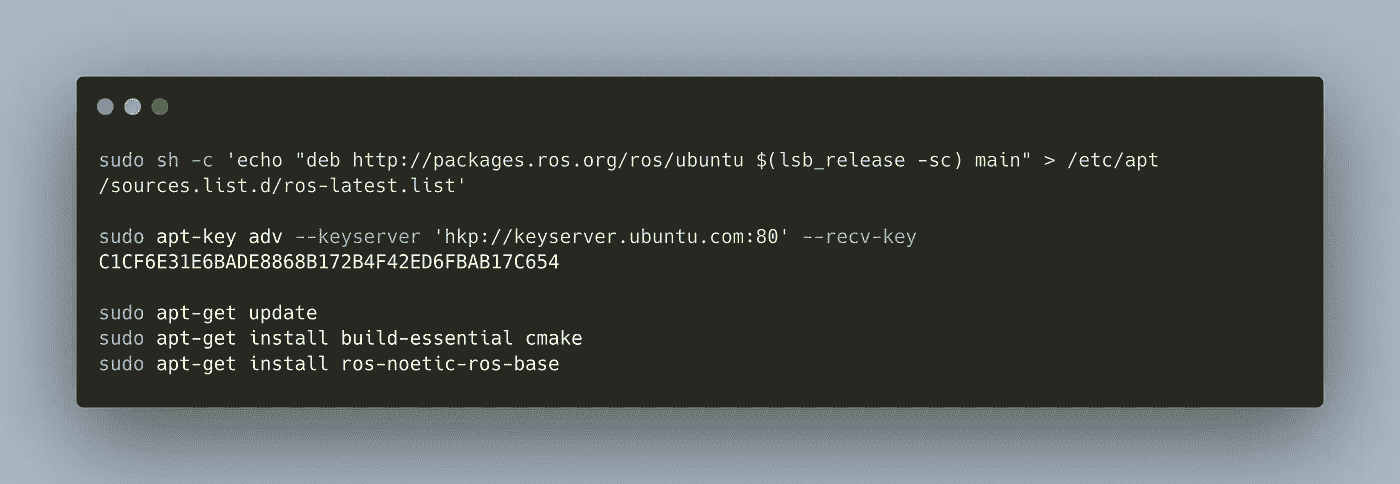 sudo sh -c 'echo "deb http://packages.ros.org/ros/ubuntu $(lsb_release -sc) main" > /etc/apt
/sources.list.d/ros-latest.list'
sudo apt-key adv --keyserver 'hkp://keyserver.ubuntu.com:80' --recv-key
C1CF6E31E6BADE8868B172B4F42ED6FBAB17C654
sudo apt-get update
sudo apt-get install build-essential cmake
sudo apt-get install ros-noetic-ros-base